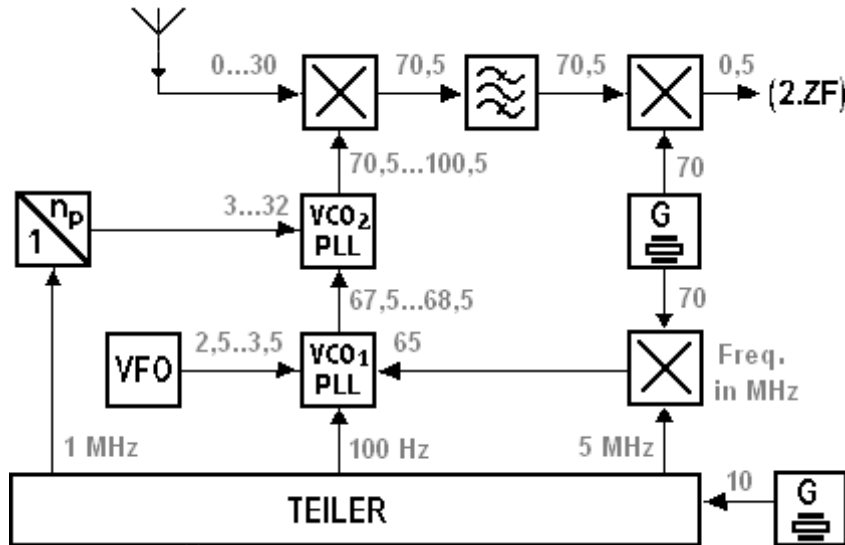 0...30
70,5
70,5
0,5
(2.ZF)
70,5...100,5
70
n_p
1
3...32
VCO₂
PLL
G
67,5...68,5
70
VFO
2,5..3,5
VCO₁
PLL
65
Freq.
in MHz
1 MHz
100 Hz
5 MHz
10
G
TEILER